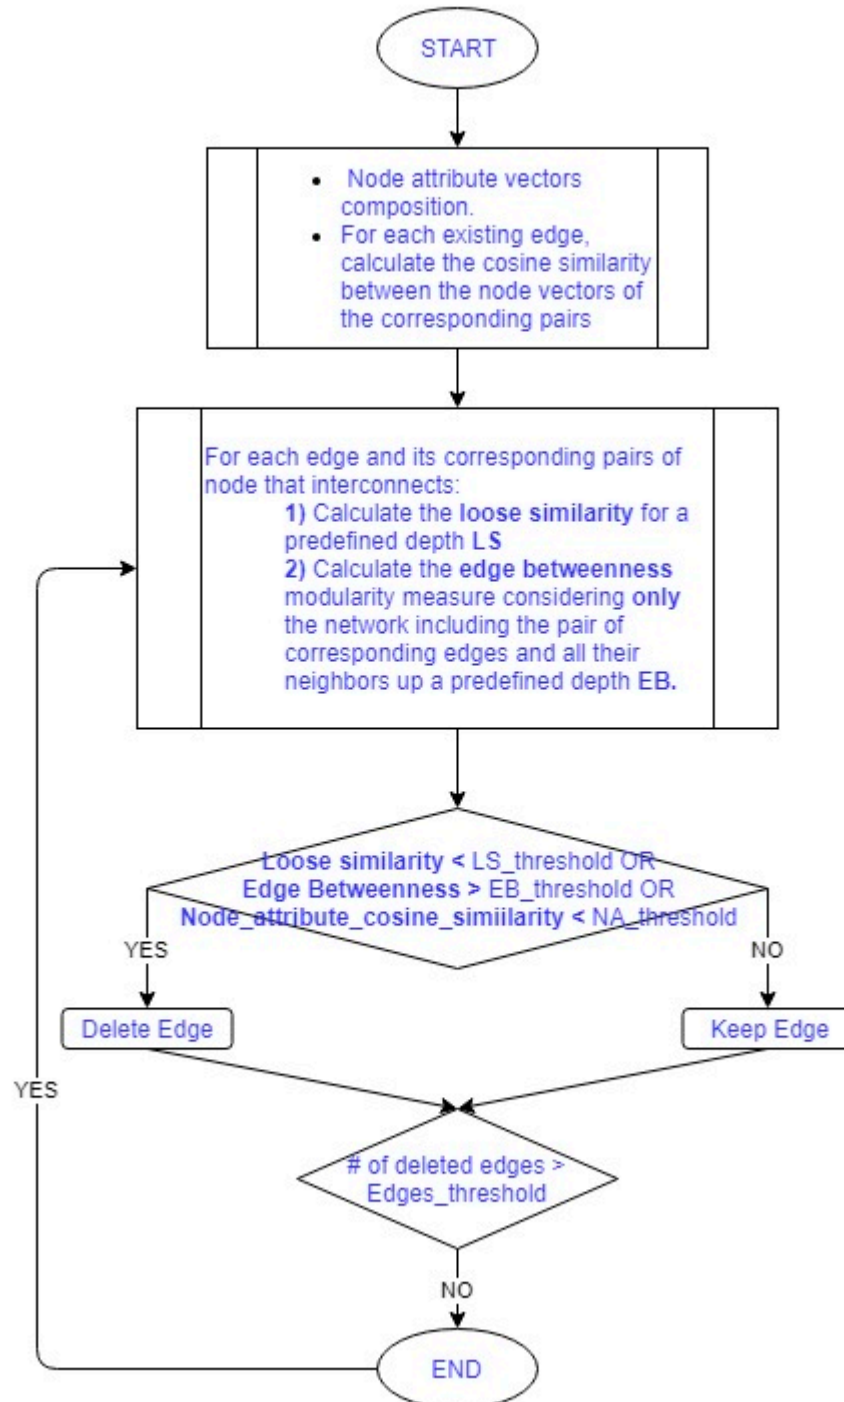 START
• Node attribute vectors
composition.
• For each existing edge,
calculate the cosine similarity
between the node vectors of
the corresponding pairs
For each edge and its corresponding pairs of
node that interconnects:
1) Calculate the loose similarity for a
predefined depth LS
2) Calculate the edge betweenness
modularity measure considering only
the network including the pair of
corresponding edges and all their
neighbors up a predefined depth EB.
Loose similarity < LS_threshold OR
Edge Betweenness > EB_threshold OR
Node_attribute_cosine_simiilarity < NA_threshold
YES
NO
Delete Edge
Keep Edge
YES
# of deleted edges >
Edges_threshold
NO
END